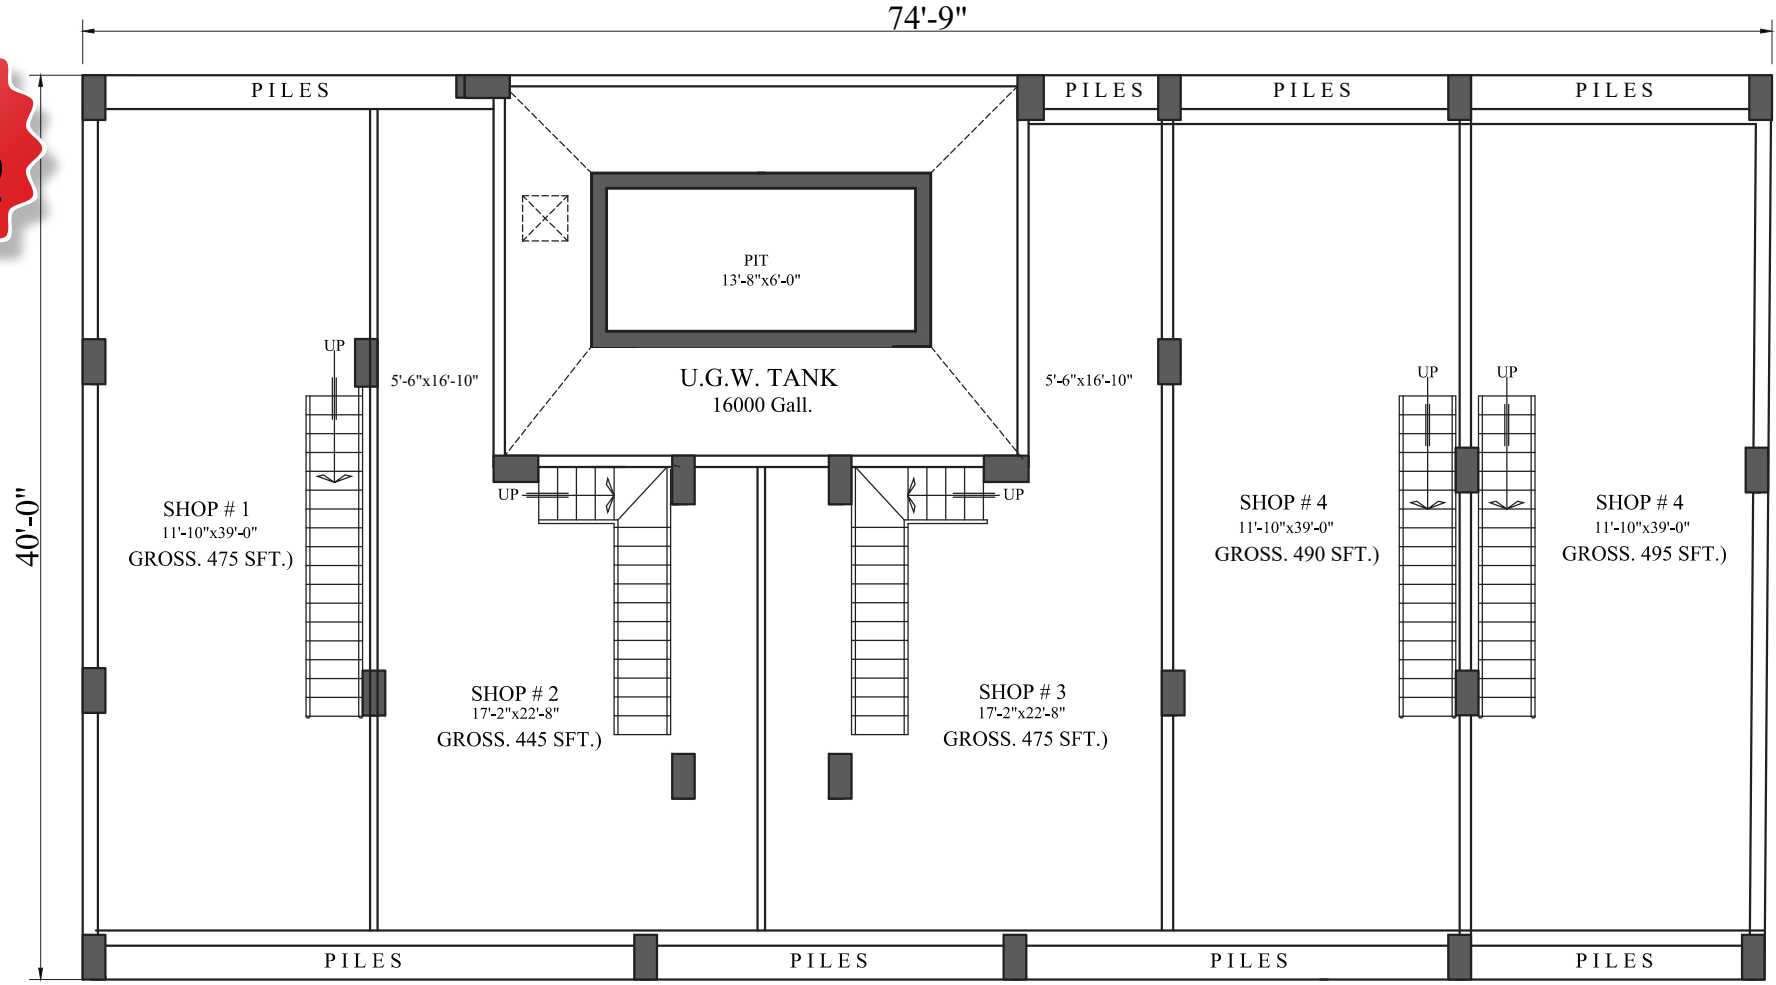 74'-9"
PILES
PILES
PILES
PILES
40'-0"
PIT
13'-8"x6'-0"
U.G.W. TANK
16000 Gall.
UP
5'-6"x16'-10"
5'-6"x16'-10"
UP
UP
UP
UP
SHOP # 1
11'-10"x39'-0"
GROSS. 475 SFT.)
SHOP # 4
11'-10"x39'-0"
GROSS. 490 SFT.)
SHOP # 4
11'-10"x39'-0"
GROSS. 495 SFT.)
SHOP # 2
17'-2"x22'-8"
GROSS. 445 SFT.)
SHOP # 3
17'-2"x22'-8"
GROSS. 475 SFT.)
PILES
PILES
PILES
PILES